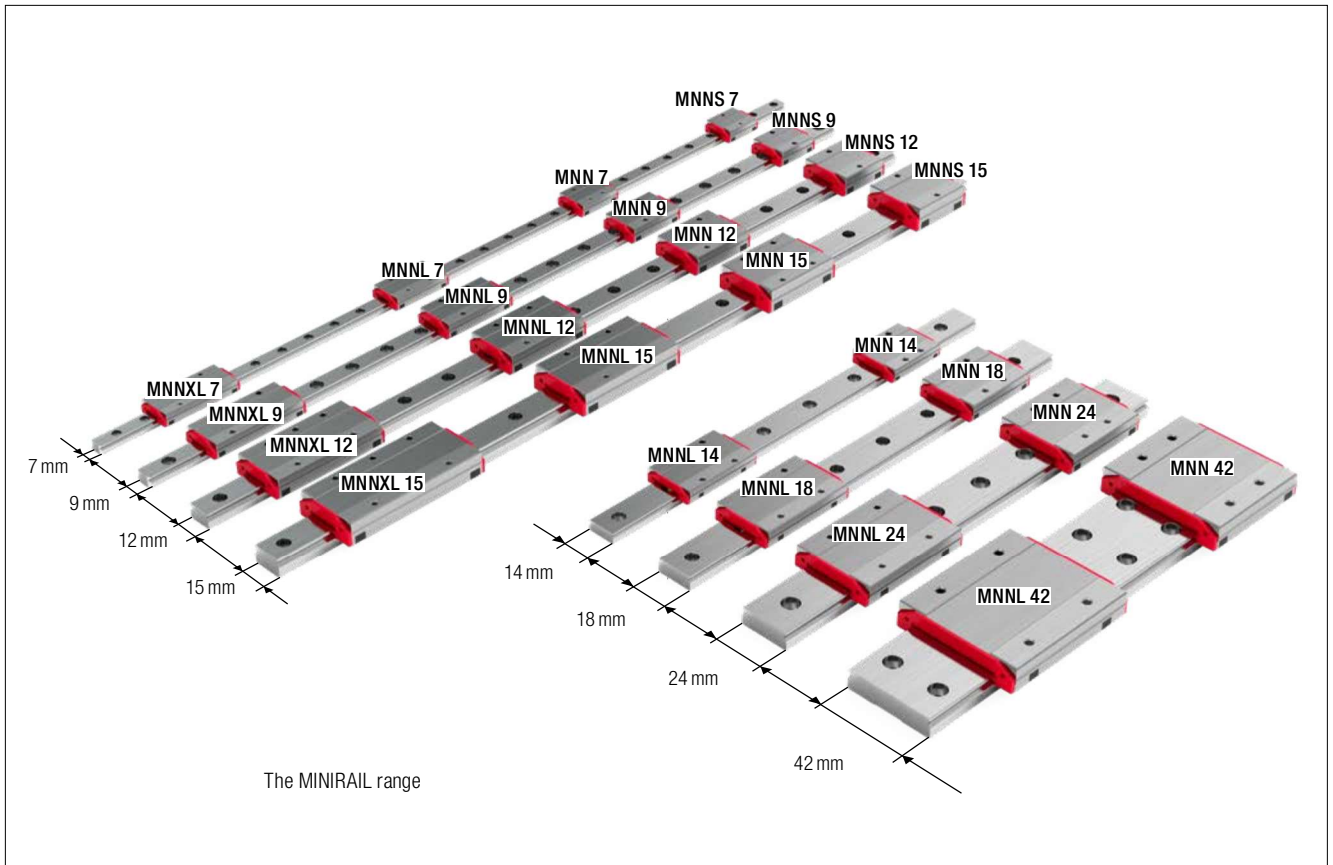 MNNS 7
MNNS 9
MNNS 12
MNNS 15
MNN 7
MNN 9
MNN 12
MNN 15
MNNL 7
MNNL 9
MNNL 12
MNNL 15
MNNXL 7
MNNXL 9
MNNXL 12
MNNXL 15
7 mm
9 mm
12 mm
15 mm
MNN 14
MNN 18
MNN 24
MNN 42
MNNL 14
MNNL 18
MNNL 24
MNNL 42
14 mm
18 mm
24 mm
42 mm
The MINIRAIL range